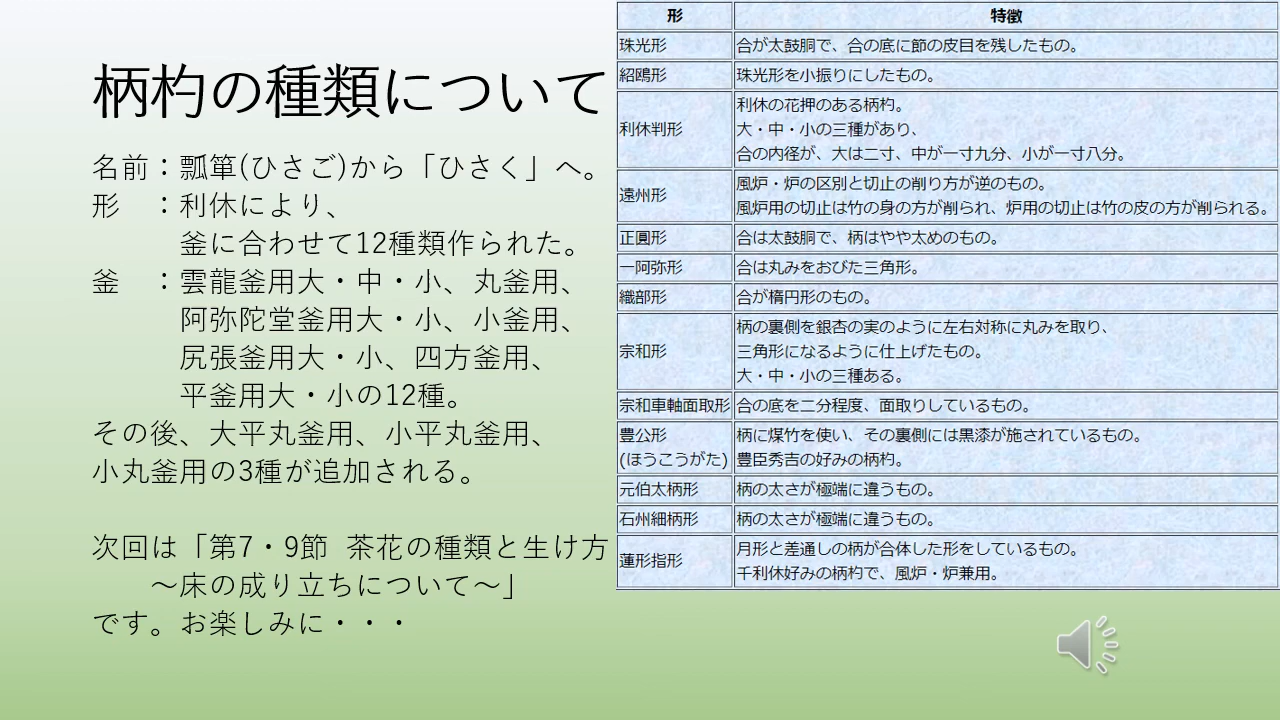 柄杓の種類について
名前：瓢箪(ひさご)から「ひさく」へ。
形　：利休により、
釜に合わせて12種類作られた。
釜　：雲龍釜用大・中・小、丸釜用、
阿弥陀堂釜用大・小、小釜用、
尻張釜用大・小、四方釜用、
平釜用大・小の12種。
その後、大平丸釜用、小平丸釜用、
小丸釜用の3種が追加される。
次回は「第7・9節 茶花の種類と生け方
～床の成り立ちについて～」
です。お楽しみに・・・
形 特徴
珠光形 合が太鼓胴で、合の底に節の皮目を残したもの。
紹鴎形 珠光形を小振りにしたもの。
利休判形 利休の花押のある柄杓。
大・中・小の三種があり、
合の内径が、大は二寸、中が一寸九分、小が一寸八分。
遠州形 風炉・炉の区別と切止の削り方が逆のもの。
風炉用の切止は竹の身の方が削られ、炉用の切止は竹の皮の方が削られる。
正圓形 合は太鼓胴で、柄はやや太めのもの。
一阿弥形 合は丸みをおびた三角形。
織部形 合が楕円形のもの。
宗和形 柄の裏側を銀杏の実のように左右対称に丸みを取り、
三角形になるように仕上げたもの。
大・中・小の三種ある。
宗和車軸面取形 合の底を二分程度、面取りしているもの。
豊公形 柄に煤竹を使い、その裏側には黒漆が施されているもの。
(ほうこうがた) 豊臣秀吉の好みの柄杓。
元伯太柄形 柄の太さが極端に違うもの。
石州細柄形 柄の太さが極端に違うもの。
蓮形指形 月形と差通しの柄が合体した形をしているもの。
千利休好みの柄杓で、風炉・炉兼用。